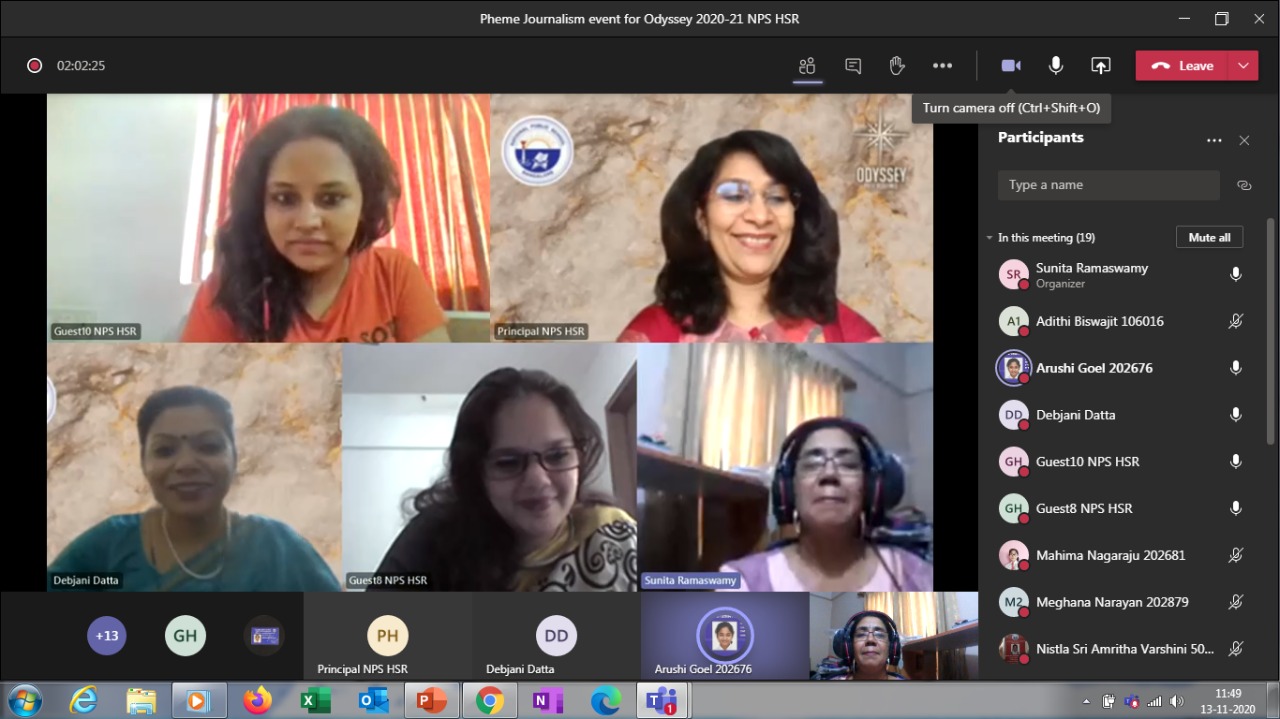 Pheme Journalism event for Odyssey 2020-21 NPS HSR
02:02:25
Leave
Turn camera off (Ctrl+Shift+O)
Participants
Type a name
In this meeting (19)
Mute all
SR
Sunita Ramaswamy
Organizer
A1
Adithi Biswajit 106016
Arushi Goel 202676
DD
Debjani Datta
GH
Guest10 NPS HSR
GH
Guest8 NPS HSR
Mahima Nagaraju 202681
M2
Meghana Narayan 202879
Nistla Sri Amritha Varshini 50...
NATIONAL PUBLIC SCHOOL
BANGALORE
ODYSSEY
Guest10 NPS HSR
Principal NPS HSR
Debjani Datta
Guest8 NPS HSR
Sunita Ramaswamy
+13
GH
PH
Principal NPS HSR
DD
Debjani Datta
Arushi Goel 202676
11:49
13-11-2020